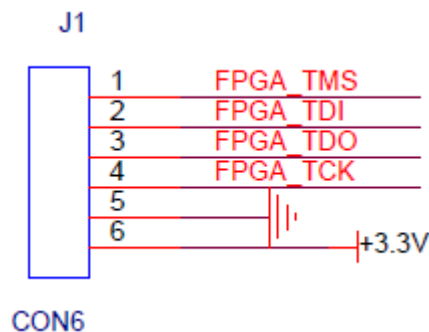 J1
1 FPGA_TMS
2 FPGA_TDI
3 FPGA_TDO
4 FPGA_TCK
5
6 +3.3V
CON6